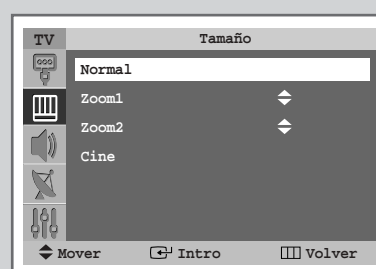 TV Tamaño
Normal
Zoom1
Zoom2
Cine
Mover Intro Volver